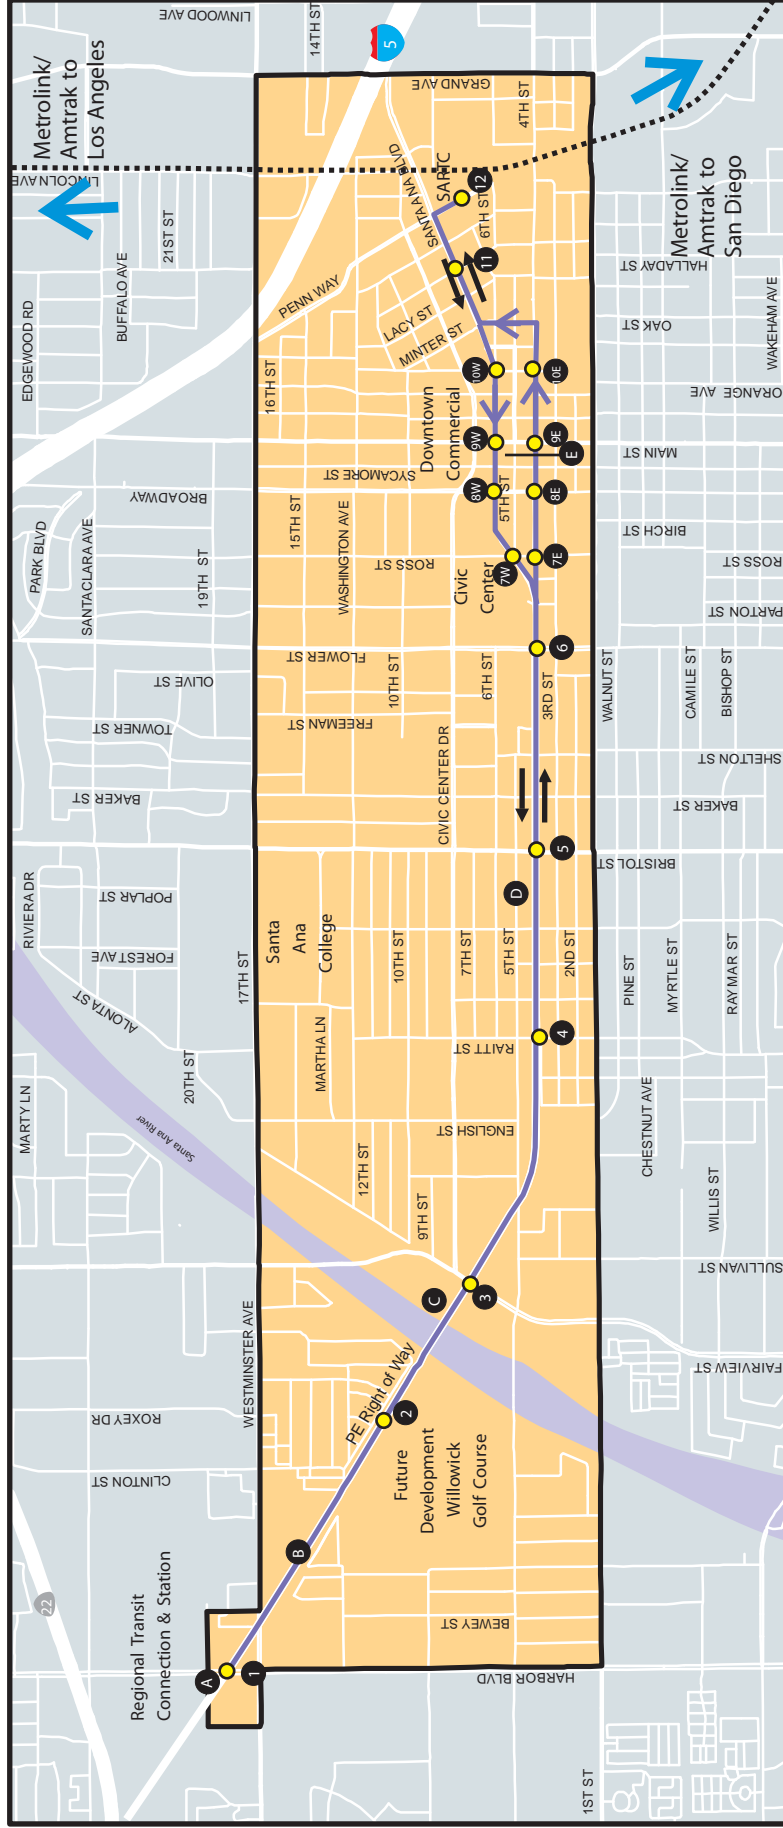 LINWOOD AVE
14TH ST
5
GRAND AVE
4TH ST
Metrolink/
Amtrak to
Los Angeles
LINCOLN AVE
21ST ST
BUFFALO AVE
EDGEWOOD RD
PENN WAY
SANTA ANA BLVD
SARTC
12
6TH ST
11
LACY ST
MINTER ST
16TH ST
Metrolink/
Amtrak to
San Diego
HALLADAY ST
OAK ST
WAKEHAM AVE
ORANGE AVE
10W
10E
Downtown
Commercial
9W
9E
E
MAIN ST
SYCAMORE ST
8W
8E
5TH ST
BROADWAY
PARK BLVD
SANTA CLARA AVE
19TH ST
15TH ST
WASHINGTON AVE
ROSS ST
Civic
Center
7W
7E
BIRCH ST
ROSS ST
PARTON ST
FLOWER ST
10TH ST
6TH ST
6
3RD ST
WALNUT ST
CAMILE ST
BISHOP ST
OLIVE ST
TOWNER ST
FREEMAN ST
CIVIC CENTER DR
SHELTON ST
BAKER ST
BAKER ST
5
BRISTOL ST
D
RIVIERA DR
POPLAR ST
FOREST AVE
ALONTA ST
17TH ST
Santa
Ana
College
10TH ST
7TH ST
5TH ST
2ND ST
PINE ST
MYRTLE ST
RAYMAR ST
4
RAITT ST
MARTHA LN
20TH ST
MARTY LN
Santa Ana River
ENGLISH ST
12TH ST
9TH ST
CHESTNUT AVE
WILLIS ST
SULLIVAN ST
C
3
FAIRVIEW ST
WESTMINSTER AVE
PE Right of Way
2
ROXEY DR
CLINTON ST
Future
Development
Willowick
Golf Course
B
22
Regional Transit
Connection & Station
BEWEY ST
A
1
HARBOR BLVD
1ST ST